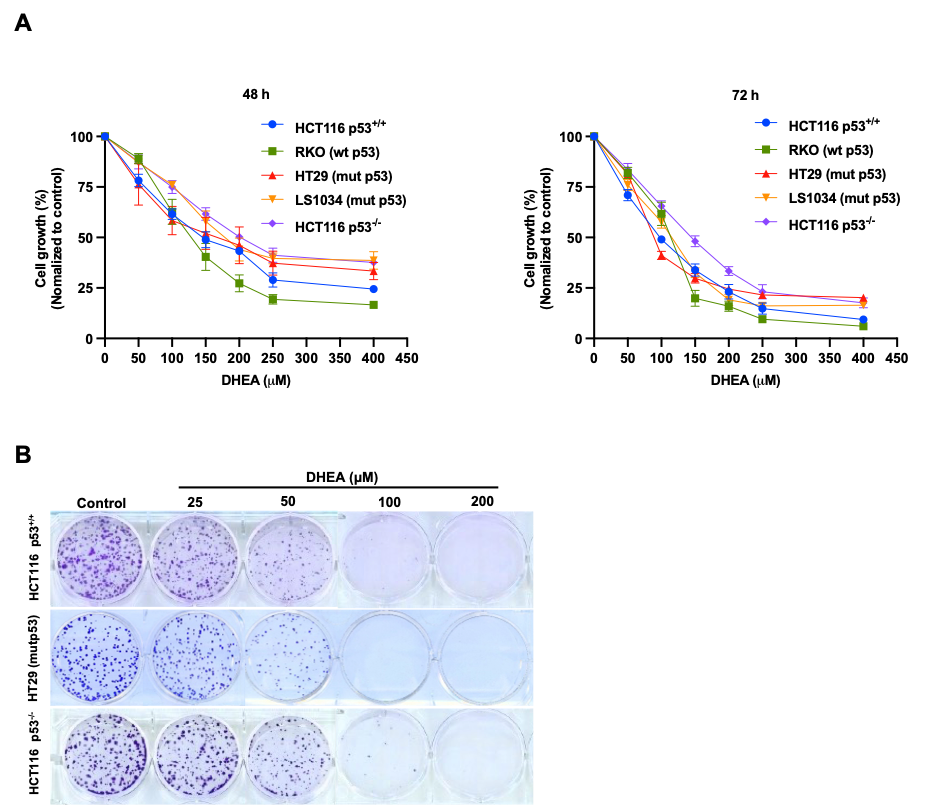 A
48 h
HCT116 p53+/+
RKO (wt p53)
HT29 (mut p53)
LS1034 (mut p53)
HCT116 p53-/-
Cell growth (%)
(Nomalized to control)
100
75
50
25
0
0 50 100 150 200 250 300 350 400 450
DHEA (μM)
72 h
HCT116 p53+/+
RKO (wt p53)
HT29 (mut p53)
LS1034 (mut p53)
HCT116 p53-/-
Cell growth (%)
(Nomalized to control)
100
75
50
25
0
0 50 100 150 200 250 300 350 400 450
DHEA (μM)
B
DHEA (μM)
Control 25 50 100 200
HCT116 p53+/+
HT29 (mutp53)
HCT116 p53-/-